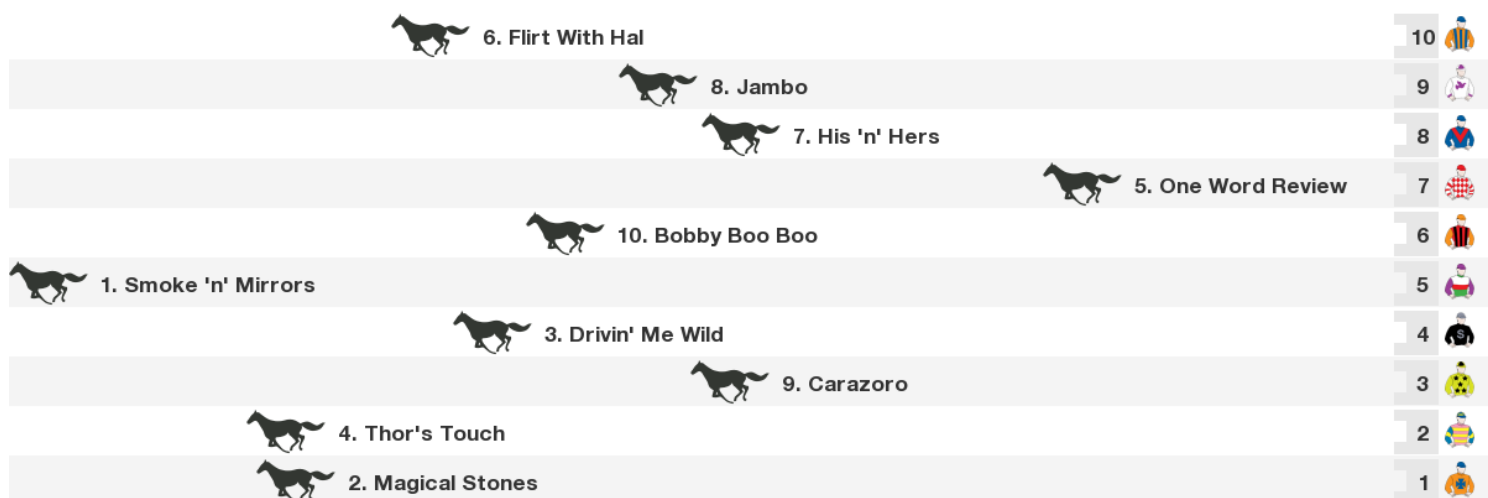 6. Flirt With Hal 10
8. Jambo 9
7. His 'n' Hers 8
5. One Word Review 7
10. Bobby Boo Boo 6
1. Smoke 'n' Mirrors 5
3. Drivin' Me Wild 4 S
9. Carazoro 3
4. Thor's Touch 2
2. Magical Stones 1